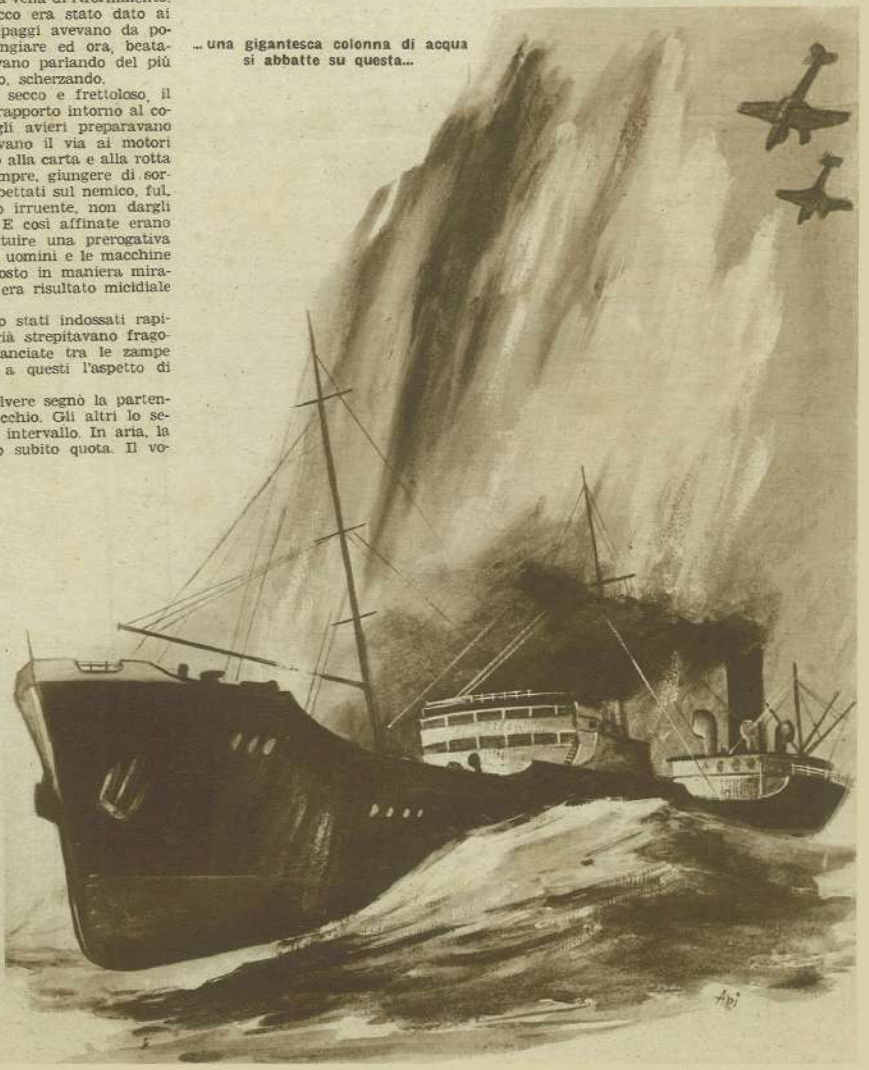 cco era stato dato ai
paggi avevano da po-
ngiare ed ora, beata-
vano parlando del più
o, scherzando.
secco e frettoloso, il
rapporto intorno al co-
gli avieri preparavano
vano il via ai motori
o alla carta e alla rotta
mpre, giungere di sor-
pettati sul nemico, ful.
o irruente, non dargli
E così affinate erano
tuire una prerogativa
uomini e le macchine
osto in maniera mira-
era risultato micidiale
o stati indossati rapi-
ià strepitavano frago-
anciate tra le zampe
a questi l'aspetto di
lvere segnò la parten-
cchio. Gli altri lo se-
intervallo. In aria, la
o subito quota. Il vo-
... una gigantesca colonna di acqua
si abbatte su questa...
Api